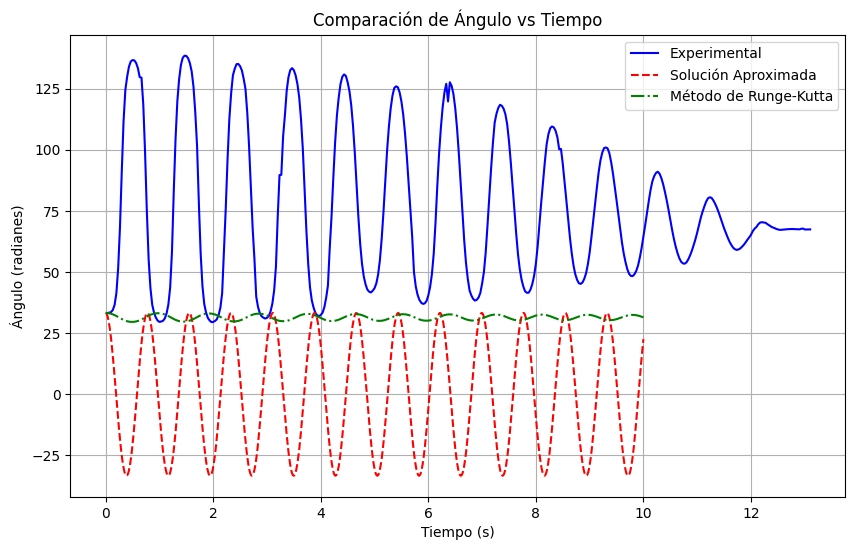 Comparación de Ángulo vs Tiempo
Experimental
Solución Aproximada
Método de Runge-Kutta
Ángulo (radianes)
125
100
75
50
25
0
−25
0 2 4 6 8 10 12
Tiempo (s)